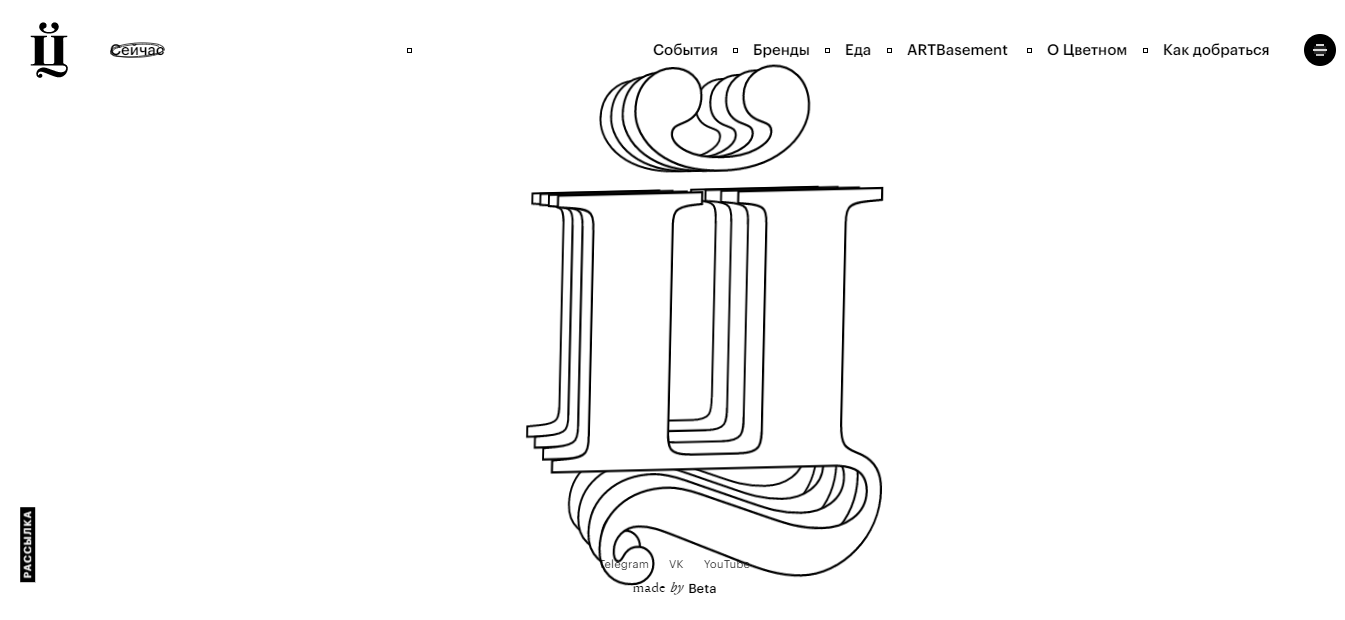 Сейчас
События Бренды Еда ARTBasement О Цветном Как добраться
Ц̈
РАССЫЛКА
Telegram VK YouTube
made by Beta